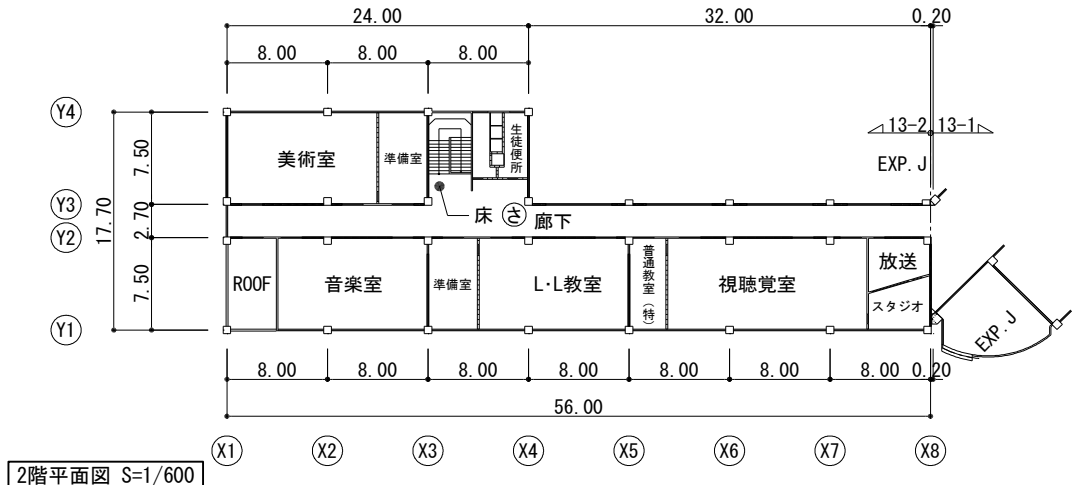 24.00 32.00 0.20
8.00 8.00 8.00
Y4
Y3
Y2
Y1
17.70
7.50
2.70
7.50
13-2 13-1
EXP.J
美術室
準備室
生徒便所
床 さ 廊下
ROOF
音楽室
準備室
L・L教室
普通教室(特)
視聴覚室
放送
スタジオ
EXP.J
8.00 8.00 8.00 8.00 8.00 8.00 8.00 0.20
56.00
X1 X2 X3 X4 X5 X6 X7 X8
2階平面図 S=1/600